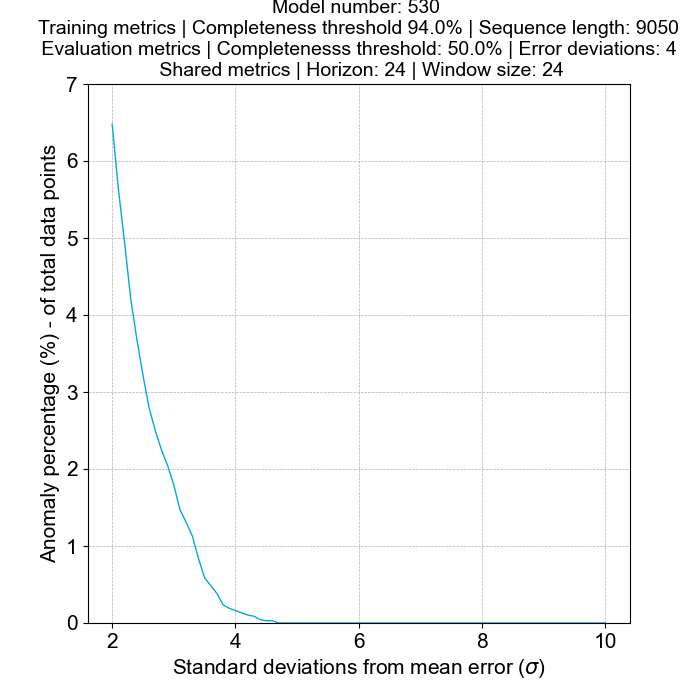 Model number: 530
Training metrics | Completeness threshold 94.0% | Sequence length: 9050
Evaluation metrics | Completenesss threshold: 50.0% | Error deviations: 4
Shared metrics | Horizon: 24 | Window size: 24
7
6
5
4
3
2
1
0
Anomaly percentage (%) - of total data points
2 4 6 8 10
Standard deviations from mean error (σ)